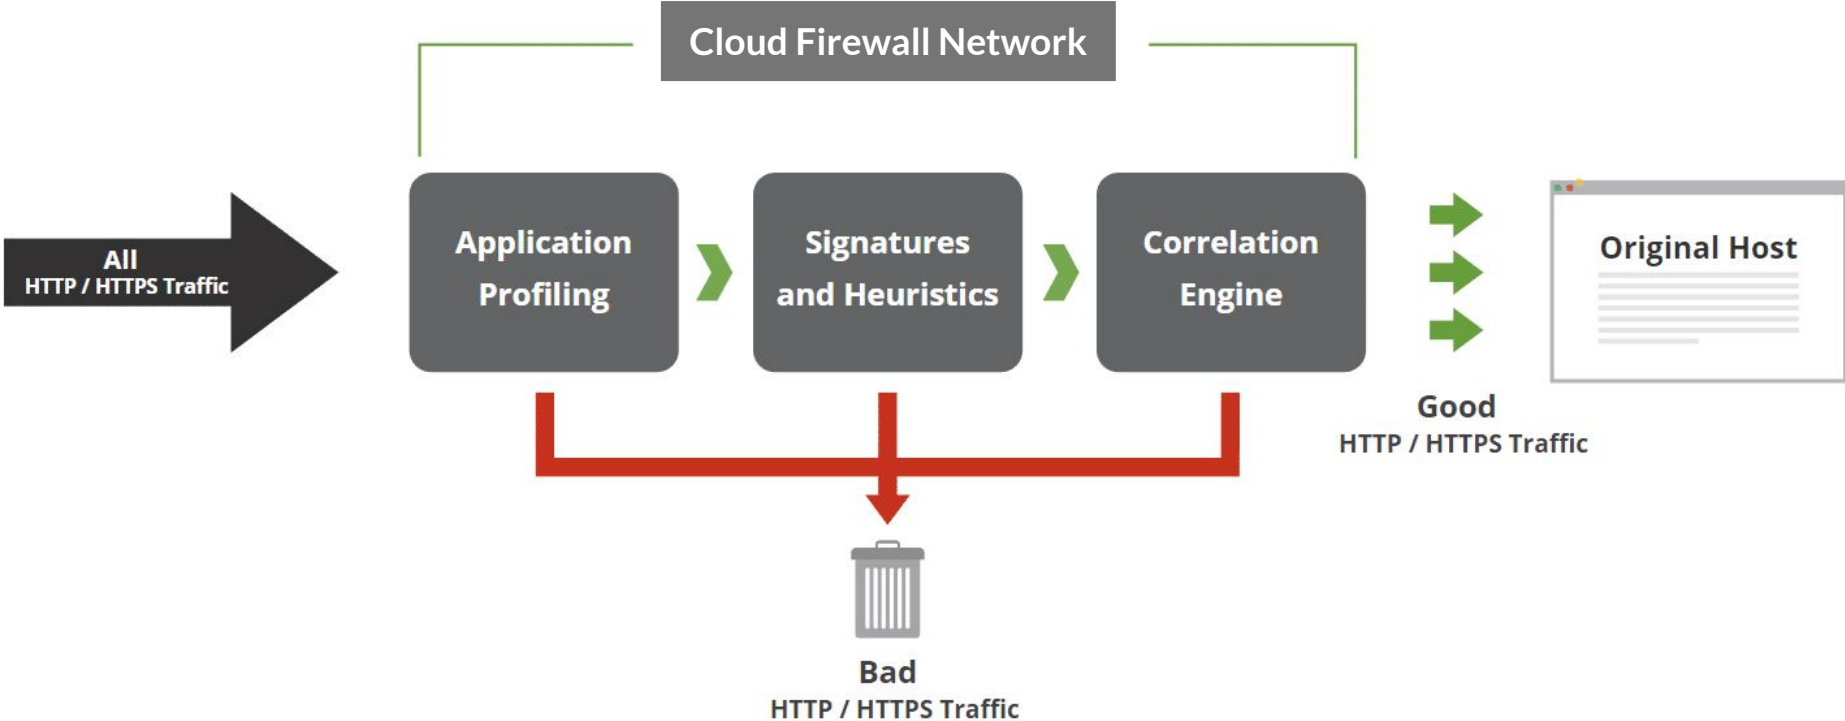 Cloud Firewall Network
All
HTTP / HTTPS Traffic
Application
Profiling
Signatures
and Heuristics
Correlation
Engine
Original Host
Good
HTTP / HTTPS Traffic
Bad
HTTP / HTTPS Traffic